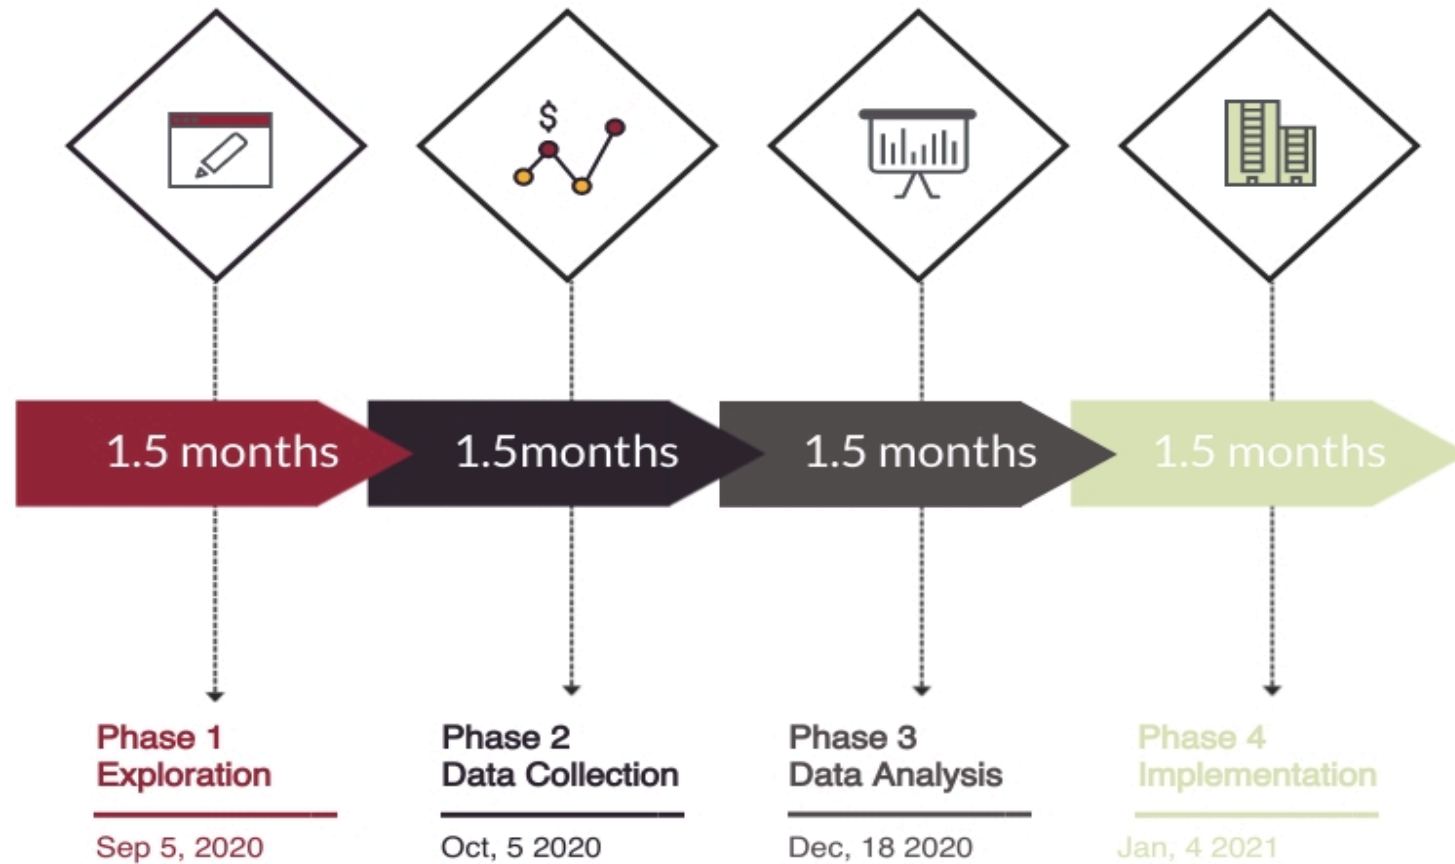 $
1.5 months
1.5months
1.5 months
1.5 months
Phase 1
Exploration
Sep 5, 2020
Phase 2
Data Collection
Oct, 5 2020
Phase 3
Data Analysis
Dec, 18 2020
Phase 4
Implementation
Jan, 4 2021